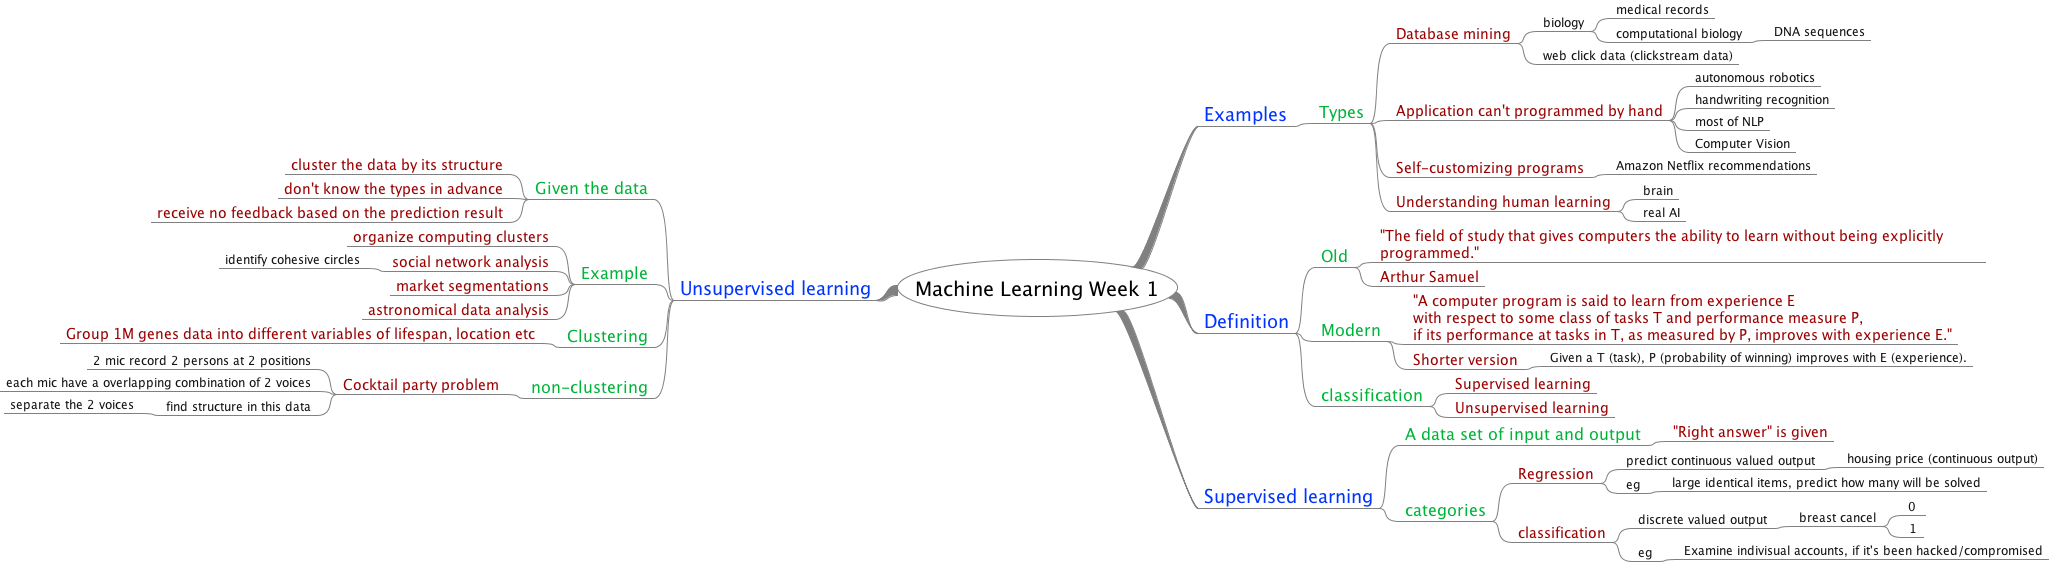 Machine Learning Week 1
Examples
Types
Database mining
biology
medical records
computational biology
DNA sequences
web click data (clickstream data)
Application can't programmed by hand
autonomous robotics
handwriting recognition
most of NLP
Computer Vision
Self-customizing programs
Amazon Netflix recommendations
Understanding human learning
brain
real AI
Definition
Old
"The field of study that gives computers the ability to learn without being explicitly
programmed."
Arthur Samuel
Modern
"A computer program is said to learn from experience E
with respect to some class of tasks T and performance measure P,
if its performance at tasks in T, as measured by P, improves with experience E."
Shorter version
Given a T (task), P (probability of winning) improves with E (experience).
classification
Supervised learning
Unsupervised learning
Supervised learning
A data set of input and output
"Right answer" is given
categories
Regression
predict continuous valued output
housing price (continuous output)
eg
large identical items, predict how many will be solved
classification
discrete valued output
breast cancel
0
1
eg
Examine indivisual accounts, if it's been hacked/compromised
Unsupervised learning
Given the data
cluster the data by its structure
don't know the types in advance
receive no feedback based on the prediction result
Example
organize computing clusters
social network analysis
identify cohesive circles
market segmentations
astronomical data analysis
Clustering
Group 1M genes data into different variables of lifespan, location etc
non-clustering
Cocktail party problem
2 mic record 2 persons at 2 positions
each mic have a overlapping combination of 2 voices
find structure in this data
separate the 2 voices